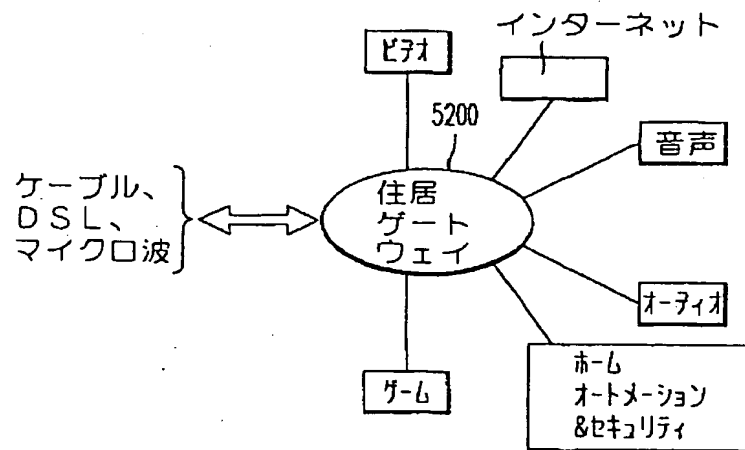 インターネット
ビデオ
5200
音声
ケーブル、
DSL、
マイクロ波
住居
ゲート
ウェイ
オーディオ
ゲーム
ホーム
オートメーション
&セキュリティ